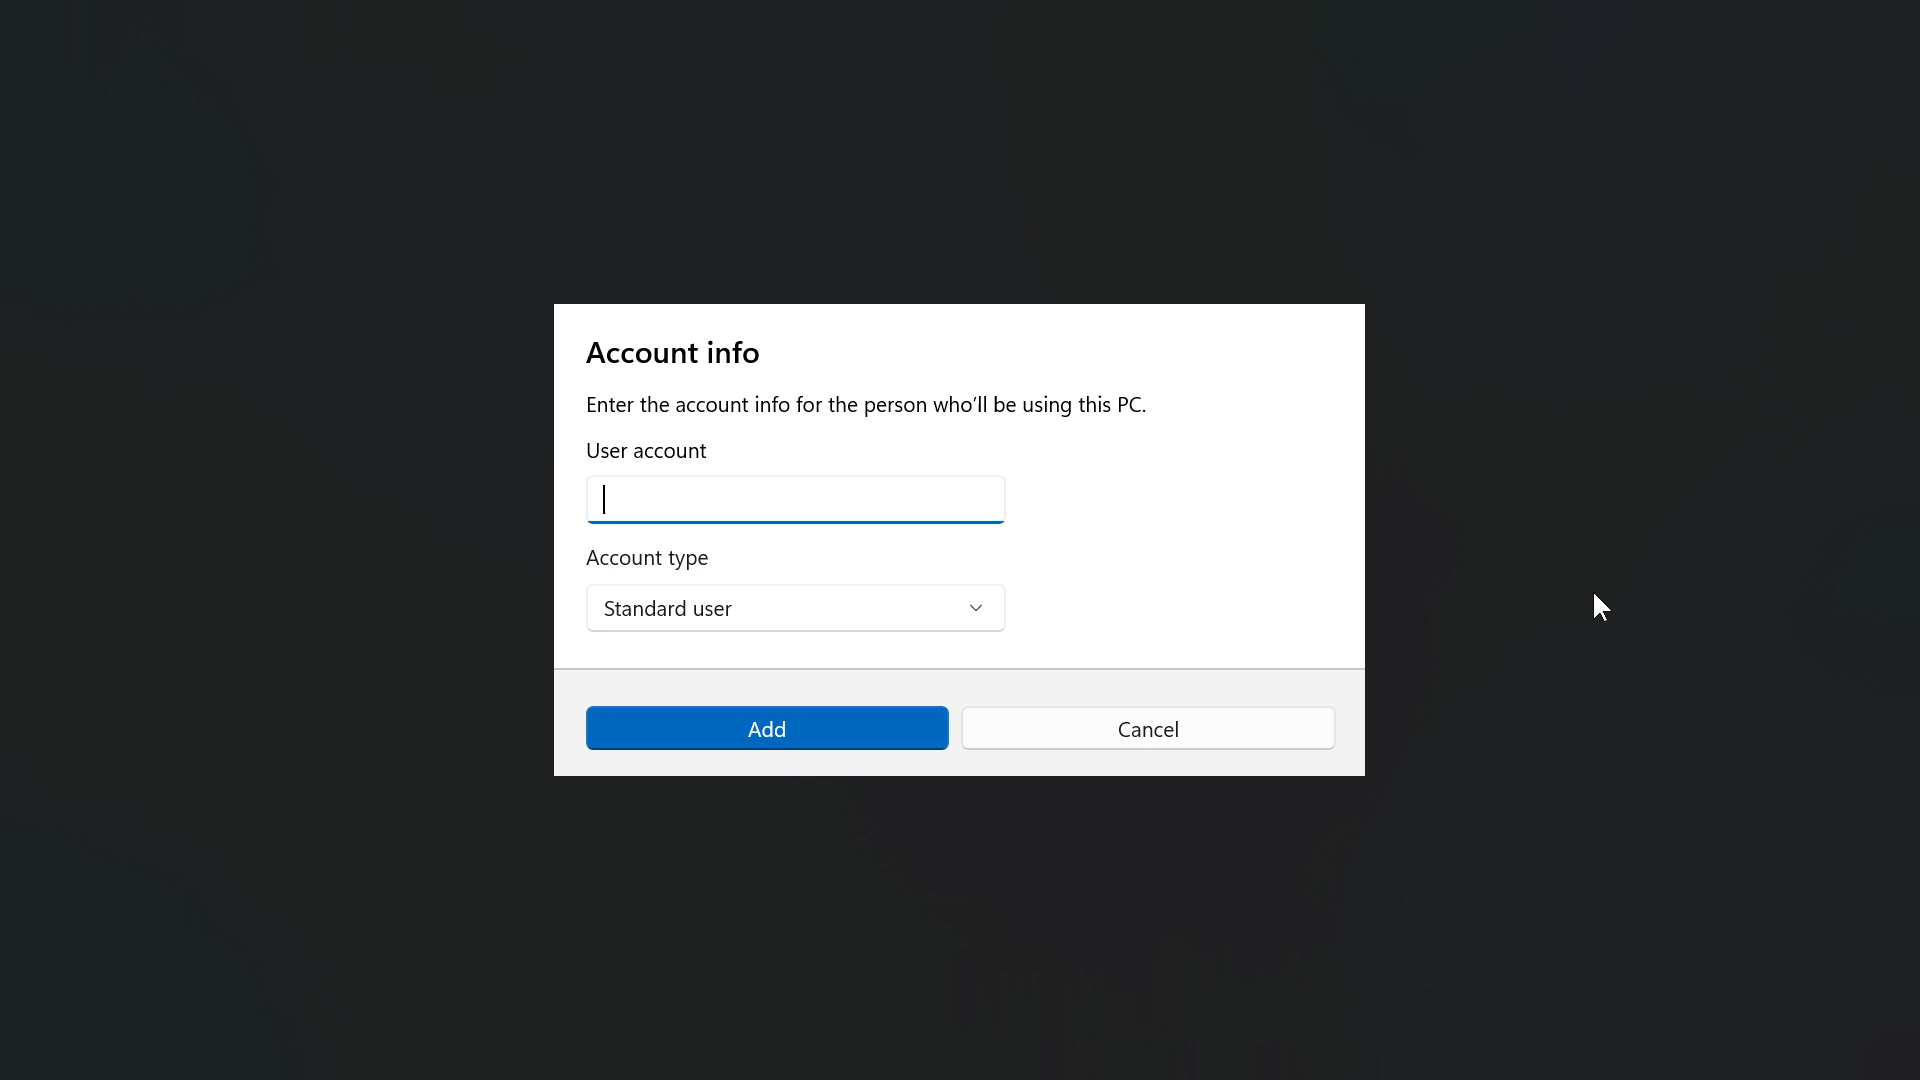 Account info
Enter the account info for the person who'll be using this PC.
User account
Account type
Standard user
Add
Cancel